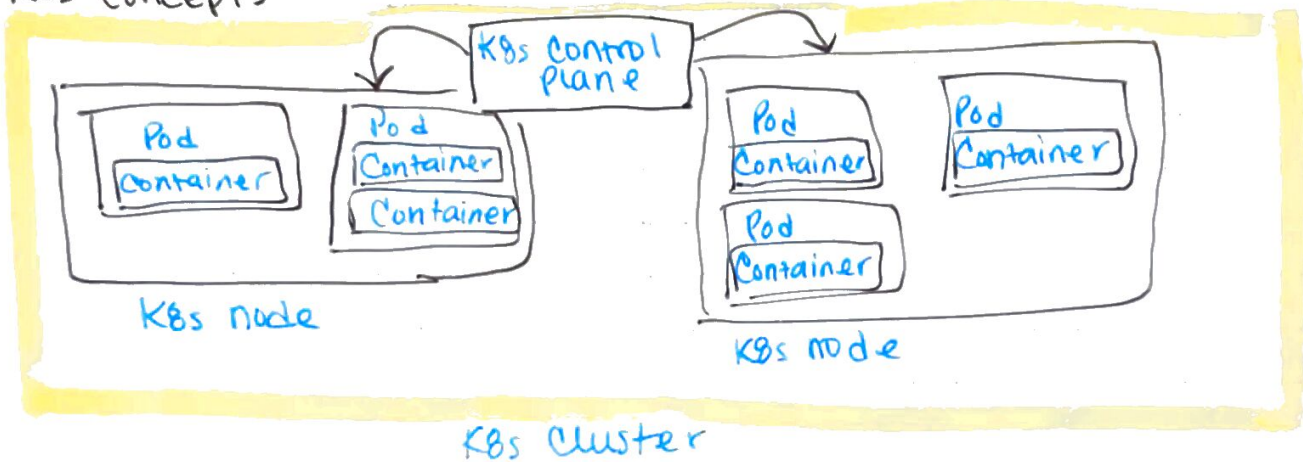 concepts
K8s control
plane
Pod
Container
Pod
Container
Container
K8s node
Pod
Container
Pod
Container
Pod
Container
K8s node
K8s Cluster